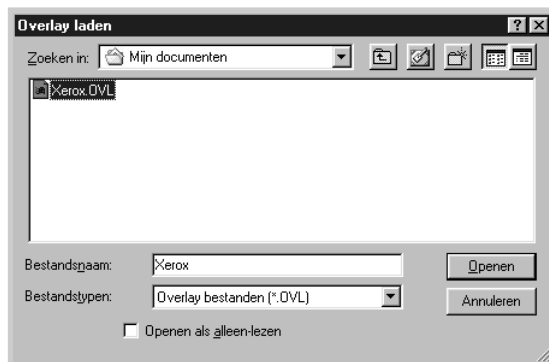 Overlay laden
Zoeken in: Mijn documenten
Xerox.OVL
Bestandsnaam: Xerox Openen
Bestandstypen: Overlay bestanden (*.OVL) Annuleren
Openen als alleen-lezen